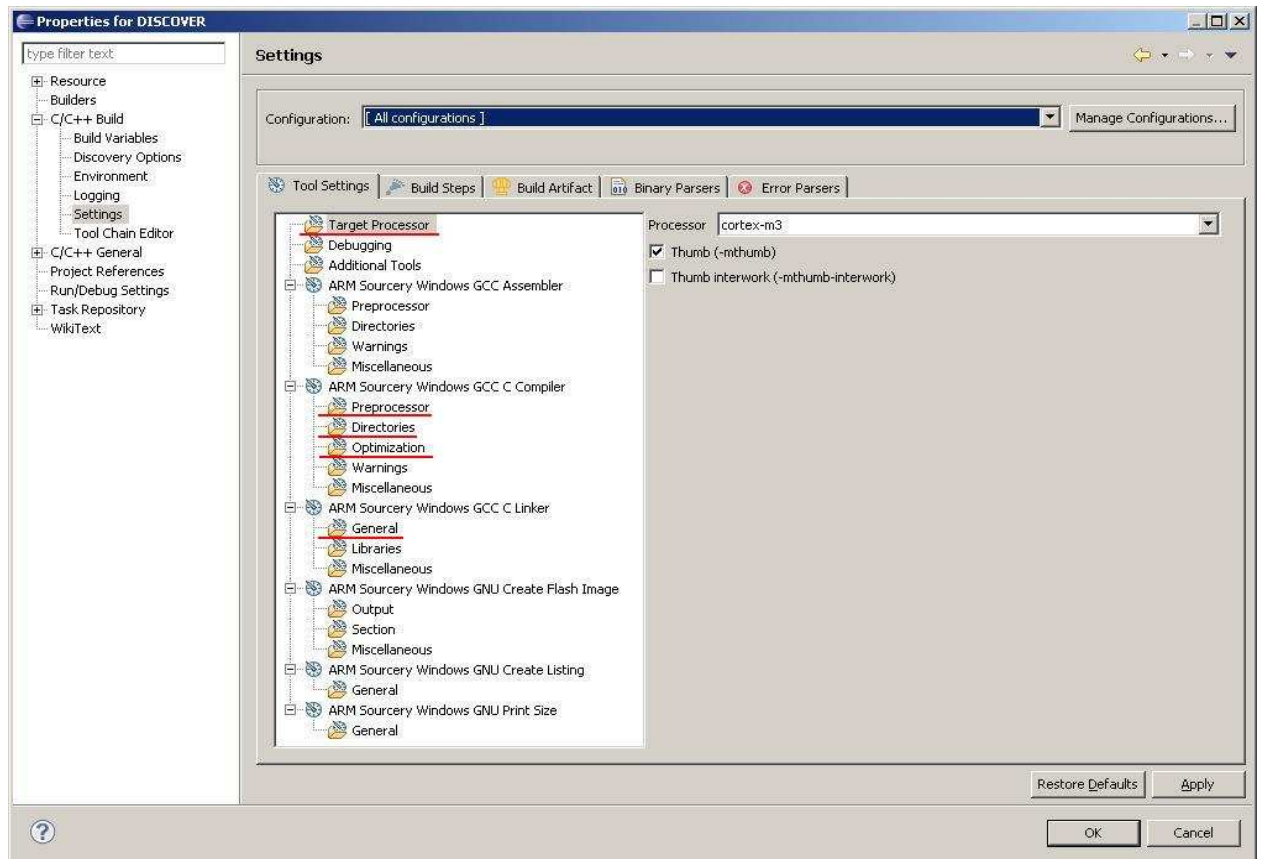 Properties for DISCOVER
type filter text
Resource
Builders
C/C++ Build
Build Variables
Discovery Options
Environment
Logging
Settings
Tool Chain Editor
C/C++ General
Project References
Run/Debug Settings
Task Repository
WikiText
Settings
Configuration: [ All configurations ] Manage Configurations...
Tool Settings Build Steps Build Artifact Binary Parsers Error Parsers
Target Processor
Debugging
Additional Tools
ARM Sourcery Windows GCC Assembler
Preprocessor
Directories
Warnings
Miscellaneous
ARM Sourcery Windows GCC C Compiler
Preprocessor
Directories
Optimization
Warnings
Miscellaneous
ARM Sourcery Windows GCC C Linker
General
Libraries
Miscellaneous
ARM Sourcery Windows GNU Create Flash Image
Output
Section
Miscellaneous
ARM Sourcery Windows GNU Create Listing
General
ARM Sourcery Windows GNU Print Size
General
Processor cortex-m3
Thumb (-mthumb)
Thumb interwork (-mthumb-interwork)
Restore Defaults Apply
? OK Cancel